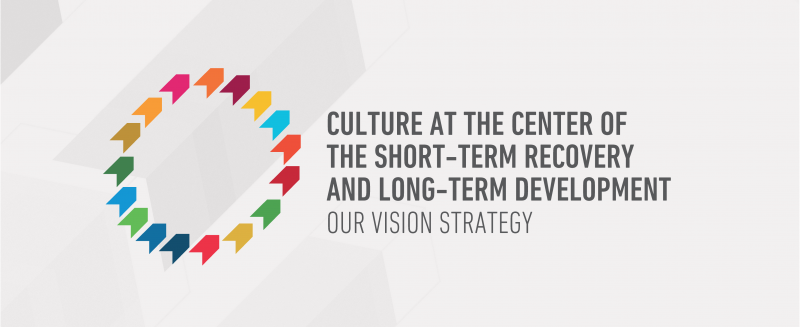 CULTURE AT THE CENTER OF
THE SHORT-TERM RECOVERY
AND LONG-TERM DEVELOPMENT
OUR VISION STRATEGY